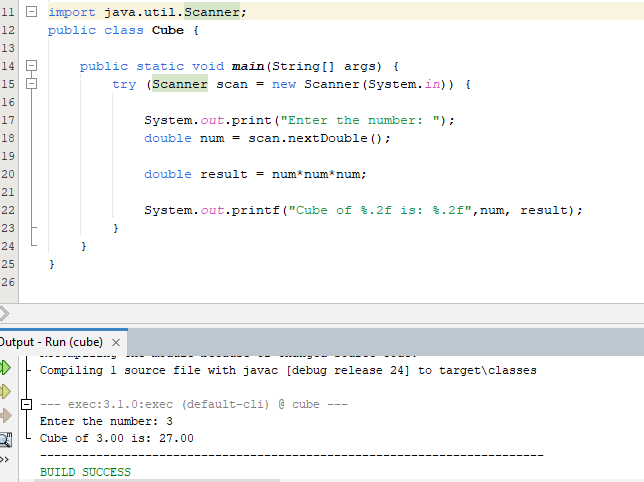 11 import java.util.Scanner;
12 public class Cube {
13
14 public static void main(String[] args) {
15 try (Scanner scan = new Scanner(System.in)) {
16
17 System.out.print("Enter the number: ");
18 double num = scan.nextDouble();
19
20 double result = num*num*num;
21
22 System.out.printf("Cube of %.2f is: %.2f",num, result);
23 }
24 }
25 }
26
Output - Run (cube) ×
Compiling 1 source file with javac [debug release 24] to target\classes
--- exec:3.1.0:exec (default-cli) @ cube ---
Enter the number: 3
Cube of 3.00 is: 27.00
------------------------------------------------------------------------
BUILD SUCCESS